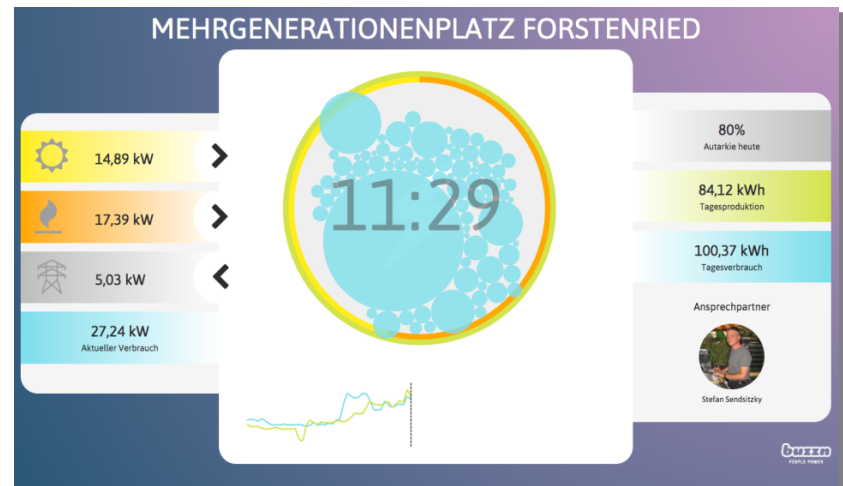 MEHRGENERATIONENPLATZ FORSTENRIED
14,89 kW
17,39 kW
5,03 kW
27,24 kW
Aktueller Verbrauch
11:29
80%
Autarkie heute
84,12 kWh
Tagesproduktion
100,37 kWh
Tagesverbrauch
Ansprechpartner
Stefan Sendsitzky
buzzn
PEOPLE POWER